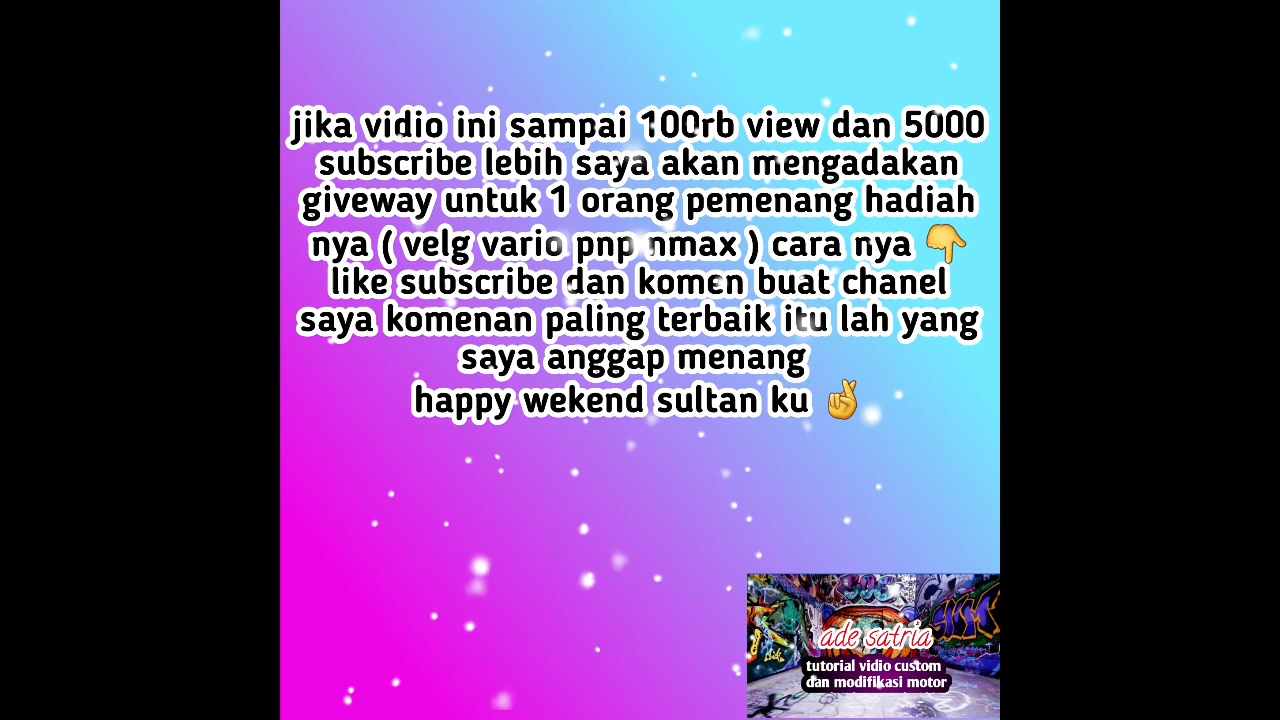 jika vidio ini sampai 100rb view dan 5000
subscribe lebih saya akan mengadakan
giveway untuk 1 orang pemenang hadiah
nya ( velg vario pnp nmax ) cara nya 👇
like subscribe dan komen buat chanel
saya komenan paling terbaik itu lah yang
saya anggap menang
happy wekend sultan ku 🤞
ade satria
tutorial vidio custom
dan modifikasi motor